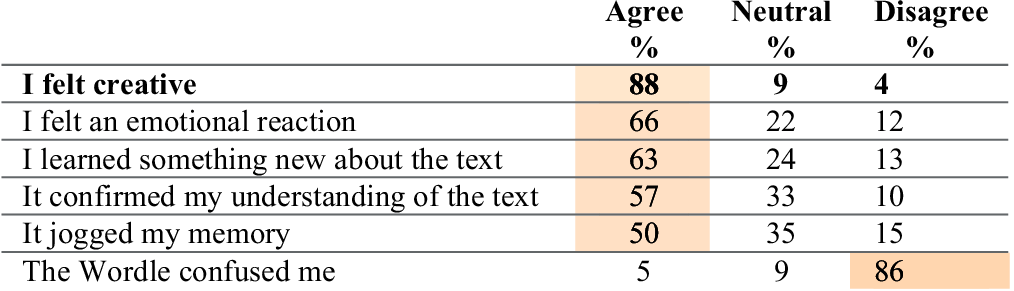 Agree Neutral Disagree
% % %
I felt creative 88 9 4
I felt an emotional reaction 66 22 12
I learned something new about the text 63 24 13
It confirmed my understanding of the text 57 33 10
It jogged my memory 50 35 15
The Wordle confused me 5 9 86